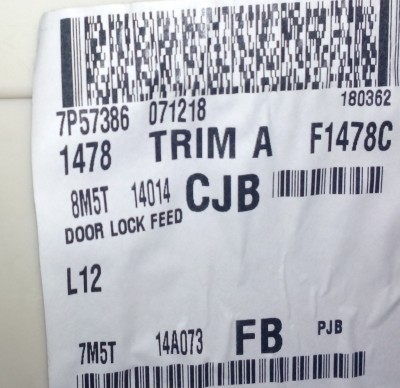 7P57386 071218 180362
1478 TRIM A F1478C
8M5T 14014 CJB
DOOR LOCK FEED
L12
7M5T 14A073 FB PJB